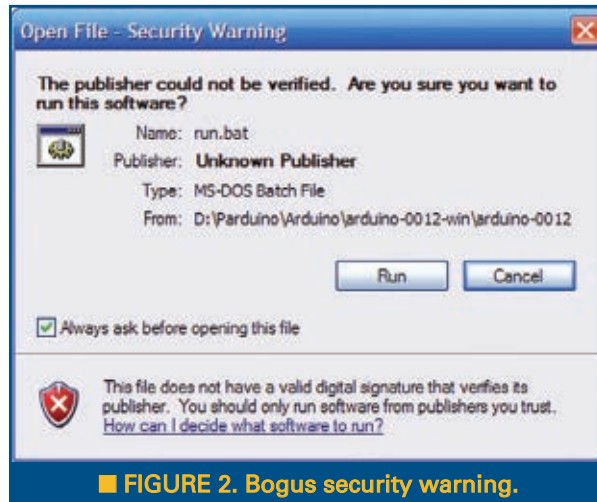 Open File - Security Warning
The publisher could not be verified. Are you sure you want to
run this software?
Name: run.bat
Publisher: Unknown Publisher
Type: MS-DOS Batch File
From: D:\Parduino\Arduino\arduino-0012-win\arduino-0012
Run Cancel
Always ask before opening this file
This file does not have a valid digital signature that verifies its
publisher. You should only run software from publishers you trust.
How can I decide what software to run?
■ FIGURE 2. Bogus security warning.